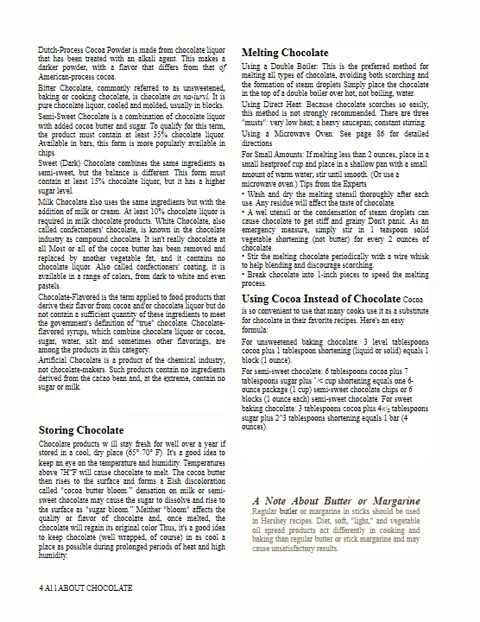 Dutch-Process Cocoa Powder is made from chocolate liquor
that has been treated with an alkali agent. This makes a
darker powder, with a flavor that differs from that of
American-process cocoa.
Bitter Chocolate, commonly referred to as unsweetened,
baking or cooking chocolate, is chocolate an na-iurvl. It is
pure chocolate liquor, cooled and molded, usually in blocks.
Semi-Sweet Chocolate is a combination of chocolate liquor
with added cocoa butter and sugar. To qualify for this term,
the product must contain at least 35% chocolate liquor.
Available in bars, this form is more popularly available in
chips.
Sweet (Dark) Chocolate combines the same ingredients as
semi-sweet, but the balance is different. This form must
contain at least 15% chocolate liquor, but it has a higher
sugar level.
Milk Chocolate also uses the same ingredients but with the
addition of milk or cream. At least 10% chocolate liquor is
required in milk chocolate products. White Chocolate, also
called confectioners' chocolate, is known in the chocolate
industry as compound chocolate. It isn't really chocolate at
all Most or all of the cocoa butter has been removed and
replaced by another vegetable fat, and it contains no
chocolate liquor. Also called confectioners' coating, it is
available in a range of colors, from dark to white and even
pastels.
Chocolate-Flavored is the term applied to food products that
derive their flavor from cocoa and/or chocolate liquor but do
not contain a sufficient quantity of these ingredients to meet
the government's definition of "true" chocolate. Chocolate-
flavored syrups, which combine chocolate liquor or cocoa,
sugar, water, salt and sometimes other flavorings, are
among the products in this category.
Artificial Chocolate is a product of the chemical industry,
not chocolate-makers. Such products contain no ingredients
derived from the cacao bean and, at the extreme, contain no
sugar or milk.
Storing Chocolate
Chocolate products w ill stay fresh for well over a year if
stored in a cool, dry place (65° 70° F). It's a good idea to
keep an eye on the temperature and humidity. Temperatures
above 7H°F will cause chocolate to melt. The cocoa butter
then rises to the surface and forms a Eish discoloration
called "cocoa butter bloom." densation on milk or semi-
sweet chocolate may cause the sugar to dissolve and rise to
the surface as "sugar bloom." Neither "bloom" affects the
quality or flavor of chocolate and, once melted, the
chocolate will regain its original color Thus, it's a good idea
to keep chocolate (well wrapped, of course) in as cool a
place as possible during prolonged periods of heat and high
humidity.
4 A11 ABOUT CHOCOLATE
Melting Chocolate
Using a Double Boiler: This is the preferred method for
melting all types of chocolate, avoiding both scorching and
the formation of steam droplets Simply place the chocolate
in the top of a double boiler over hot, not boiling, water.
Using Direct Heat: Because chocolate scorches so easily,
this method is not strongly recommended. There are three
"musts": very low heat; a heavy saucepan; constant stirring.
Using a Microwave Oven: See page 86 for detailed
directions
For Small Amounts: If melting less than 2 ounces, place in a
small heatproof cup and place in a shallow pan with a small
amount of warm water; stir until smooth. (Or use a
microwave oven.) Tips from the Experts
• Wash and dry the melting utensil thoroughly after each
use. Any residue will affect the taste of chocolate.
• A wel utensil or the condensation of steam droplets can
cause chocolate to get stiff and grainy Don't panic. As an
emergency measure, simply stir in 1 teaspoon solid
vegetable shortening (not butter) for every 2 ounces of
chocolate.
• Stir the melting chocolate periodically with a wire whisk
to help blending and discourage scorching.
• Break chocolate into 1-inch pieces to speed the melting
process.
Using Cocoa Instead of Chocolate Cocoa
is so convenient to use that many cooks use it as a substitute
for chocolate in their favorite recipes. Here's an easy
formula:
For unsweetened baking chocolate: 3 level tablespoons
cocoa plus 1 tablespoon shortening (liquid or solid) equals 1
block (1 ounce).
For semi-sweet chocolate: 6 tablespoons cocoa plus 7
tablespoons sugar plus cup shortening equals one 6-
ounce package (1 cup) semi-sweet chocolate chips or 6
blocks (1 ounce each) semi-sweet chocolate. For sweet
baking chocolate: 3 tablespoons cocoa plus tablespoons
sugar plus 2^3 tablespoons shortening equals 1 bar (4
ounces).
A Note About Butter or Margarine
Regular butler or margarine in sticks should be used
in Hershey recipes. Diet, soft, "light," and vegetable
oil spread products act differently in cooking and
baking than regular butter or stick margarine and may
cause unsatisfactory results.